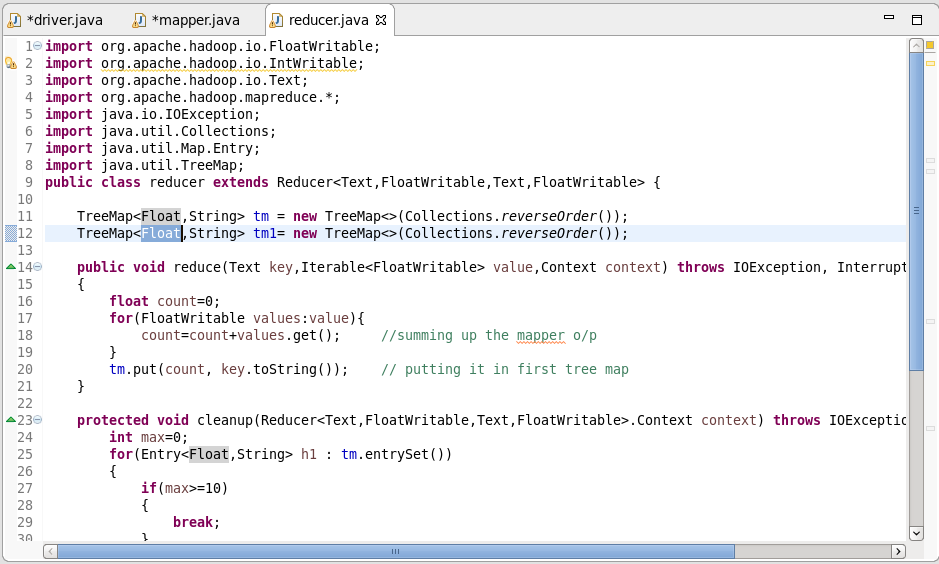 *driver.java *mapper.java reducer.java
1 import org.apache.hadoop.io.FloatWritable;
2 import org.apache.hadoop.io.IntWritable;
3 import org.apache.hadoop.io.Text;
4 import org.apache.hadoop.mapreduce.*;
5 import java.io.IOException;
6 import java.util.Collections;
7 import java.util.Map.Entry;
8 import java.util.TreeMap;
9 public class reducer extends Reducer<Text,FloatWritable,Text,FloatWritable> {
10
11 TreeMap<Float,String> tm = new TreeMap<>(Collections.reverseOrder());
12 TreeMap<Float,String> tm1= new TreeMap<>(Collections.reverseOrder());
13
14 public void reduce(Text key,Iterable<FloatWritable> value,Context context) throws IOException, Interrupt
15 {
16 float count=0;
17 for(FloatWritable values:value){
18 count=count+values.get(); //summing up the mapper o/p
19 }
20 tm.put(count, key.toString()); // putting it in first tree map
21 }
22
23 protected void cleanup(Reducer<Text,FloatWritable,Text,FloatWritable>.Context context) throws IOExceptio
24 int max=0;
25 for(Entry<Float,String> h1 : tm.entrySet())
26 {
27 if(max>=10)
28 {
29 break;
30 }